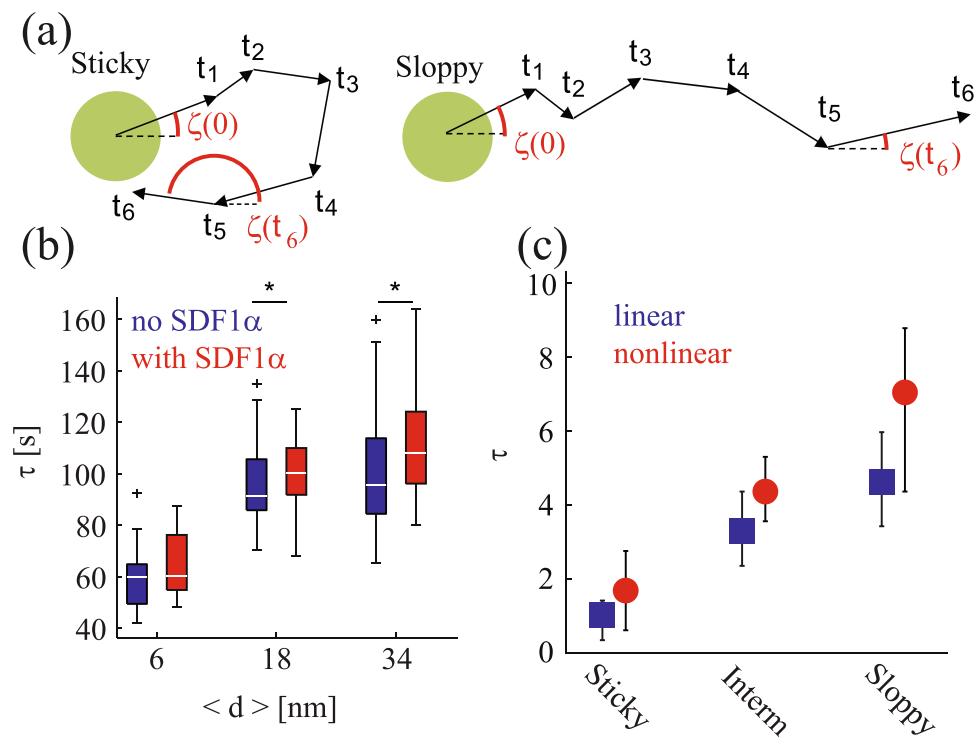 (a)
Sticky
t1
t2
t3
t4
t5
t6
ζ(0)
ζ(t6)
Sloppy
t1
t2
t3
t4
t5
t6
ζ(0)
ζ(t6)
(b)
no SDF1α
with SDF1α
*
*
τ [s]
160
140
120
100
80
60
40
6 18 34
< d > [nm]
(c)
linear
nonlinear
τ
10
8
6
4
2
0
Sticky
Interm
Sloppy